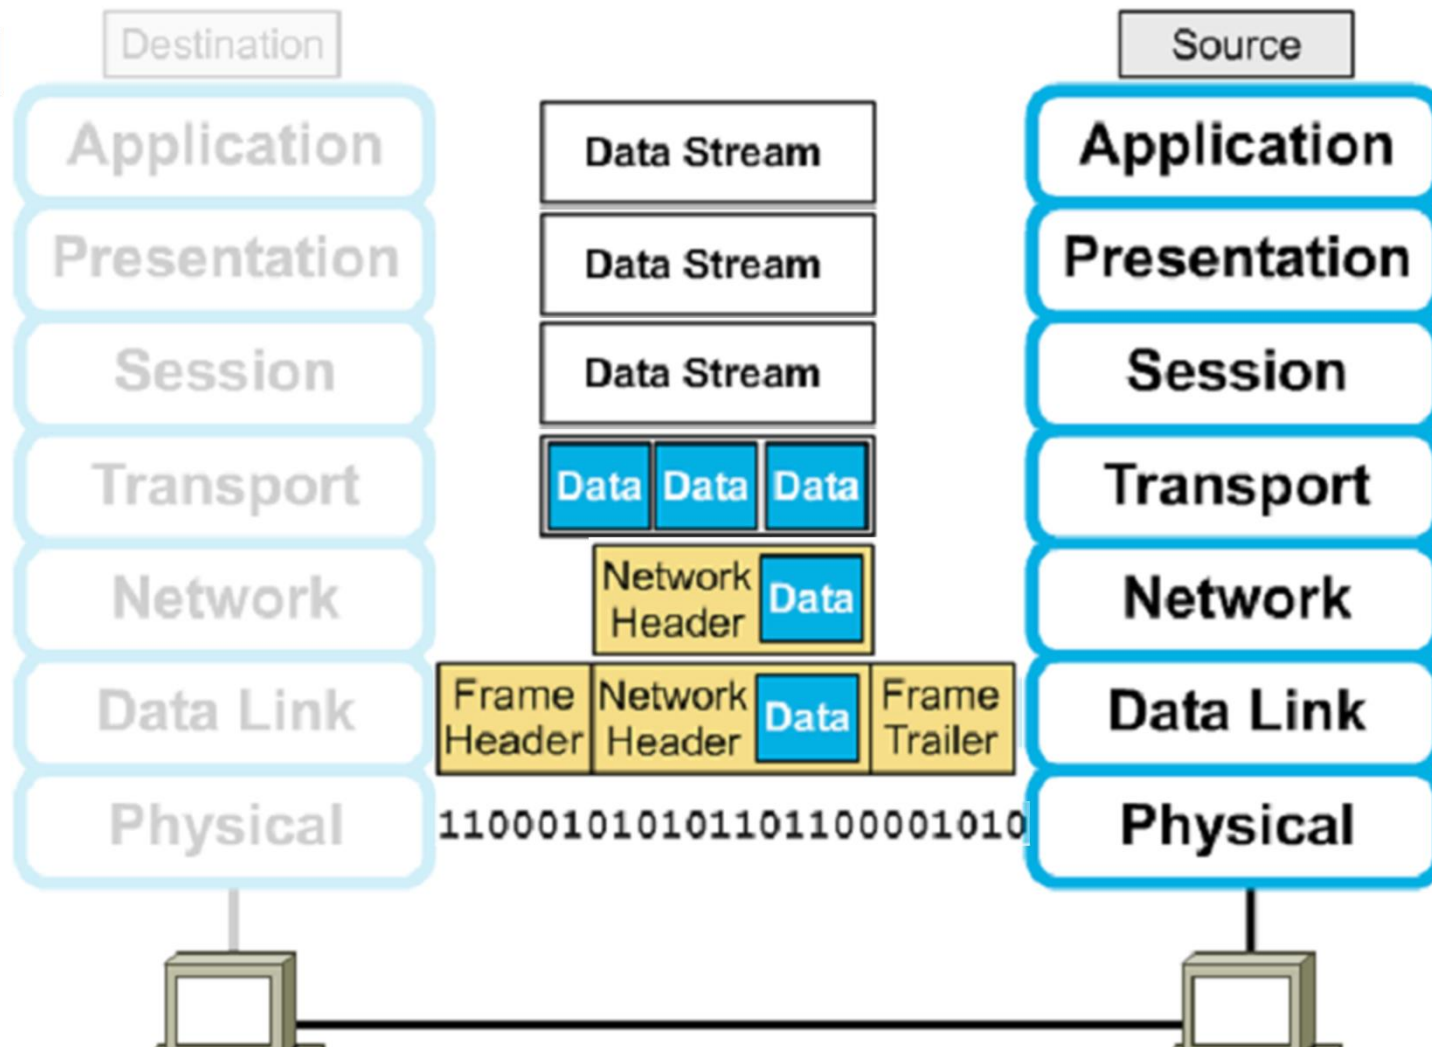 Destination
Source
Application
Data Stream
Application
Presentation
Data Stream
Presentation
Session
Data Stream
Session
Transport
Data Data Data
Transport
Network
Network
Header
Data
Network
Data Link
Frame
Header
Network
Header
Data
Frame
Trailer
Data Link
Physical
110001010101101100001010
Physical